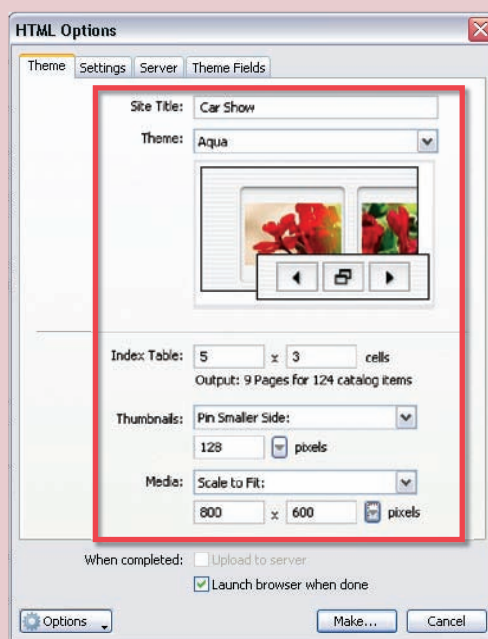 HTML Options
Theme Settings Server Theme Fields
Site Title: Car Show
Theme: Aqua
Index Table: 5 x 3 cells
Output: 9 Pages for 124 catalog items
Thumbnails: Pin Smaller Side:
128 pixels
Media: Scale to Fit:
800 x 600 pixels
When completed: Upload to server
Launch browser when done
Options Make... Cancel